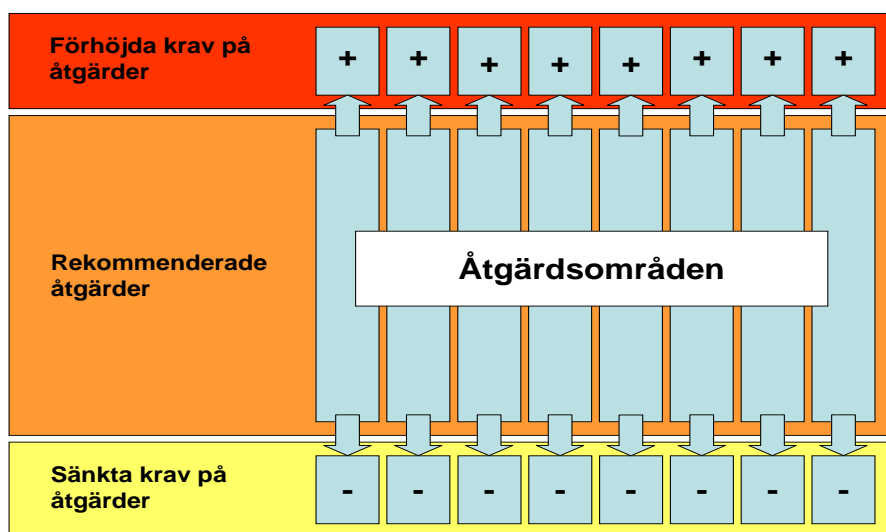 Förhöjda krav på
åtgärder
+ + + + + + + +
Rekommenderade
åtgärder
Åtgärdsområden
Sänkta krav på
åtgärder
- - - - - - - -